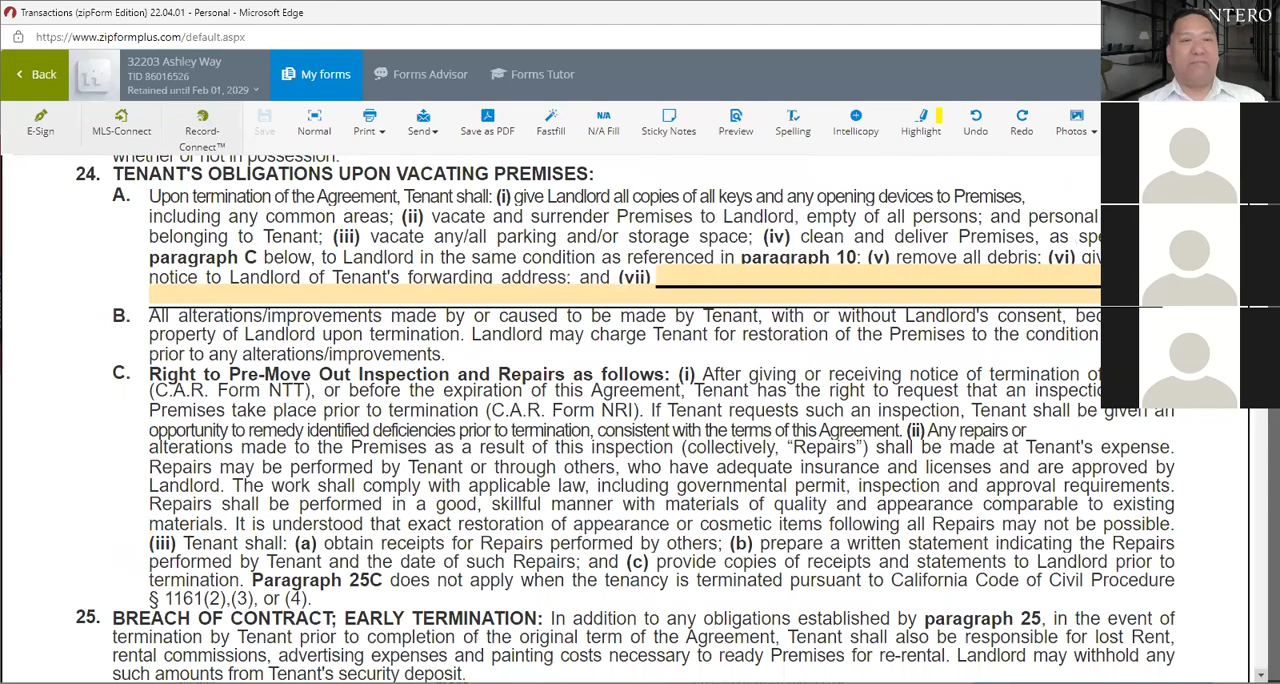 Transactions (zipForm Edition) 22.04.01 - Personal - Microsoft Edge
https://www.zipformplus.com/default.aspx
NTERO
Back
32203 Ashley Way
TID 86016526
Retained until Feb 01, 2029
My forms
Forms Advisor
Forms Tutor
E-Sign
MLS-Connect
Record-Connect™
Save
Normal
Print
Send
Save as PDF
Fastfill
N/A
N/A Fill
Sticky Notes
Preview
Spelling
Intellicopy
Highlight
Undo
Redo
Photos
whether or not in possession.
24. TENANT'S OBLIGATIONS UPON VACATING PREMISES:
A. Upon termination of the Agreement, Tenant shall: (i) give Landlord all copies of all keys and any opening devices to Premises,
including any common areas; (ii) vacate and surrender Premises to Landlord, empty of all persons; and personal
belonging to Tenant; (iii) vacate any/all parking and/or storage space; (iv) clean and deliver Premises, as spe
paragraph C below, to Landlord in the same condition as referenced in paragraph 10; (v) remove all debris; (vi) giv
notice to Landlord of Tenant's forwarding address; and (vii)
B. All alterations/improvements made by or caused to be made by Tenant, with or without Landlord's consent, bec
property of Landlord upon termination. Landlord may charge Tenant for restoration of the Premises to the condition
prior to any alterations/improvements.
C. Right to Pre-Move Out Inspection and Repairs as follows: (i) After giving or receiving notice of termination of
(C.A.R. Form NTT), or before the expiration of this Agreement, Tenant has the right to request that an inspectio
Premises take place prior to termination (C.A.R. Form NRI). If Tenant requests such an inspection, Tenant shall be given an
opportunity to remedy identified deficiencies prior to termination, consistent with the terms of this Agreement. (ii) Any repairs or
alterations made to the Premises as a result of this inspection (collectively, “Repairs”) shall be made at Tenant's expense.
Repairs may be performed by Tenant or through others, who have adequate insurance and licenses and are approved by
Landlord. The work shall comply with applicable law, including governmental permit, inspection and approval requirements.
Repairs shall be performed in a good, skillful manner with materials of quality and appearance comparable to existing
materials. It is understood that exact restoration of appearance or cosmetic items following all Repairs may not be possible.
(iii) Tenant shall: (a) obtain receipts for Repairs performed by others; (b) prepare a written statement indicating the Repairs
performed by Tenant and the date of such Repairs; and (c) provide copies of receipts and statements to Landlord prior to
termination. Paragraph 25C does not apply when the tenancy is terminated pursuant to California Code of Civil Procedure
§ 1161(2),(3), or (4).
25. BREACH OF CONTRACT; EARLY TERMINATION: In addition to any obligations established by paragraph 25, in the event of
termination by Tenant prior to completion of the original term of the Agreement, Tenant shall also be responsible for lost Rent,
rental commissions, advertising expenses and painting costs necessary to ready Premises for re-rental. Landlord may withhold any
such amounts from Tenant's security deposit.